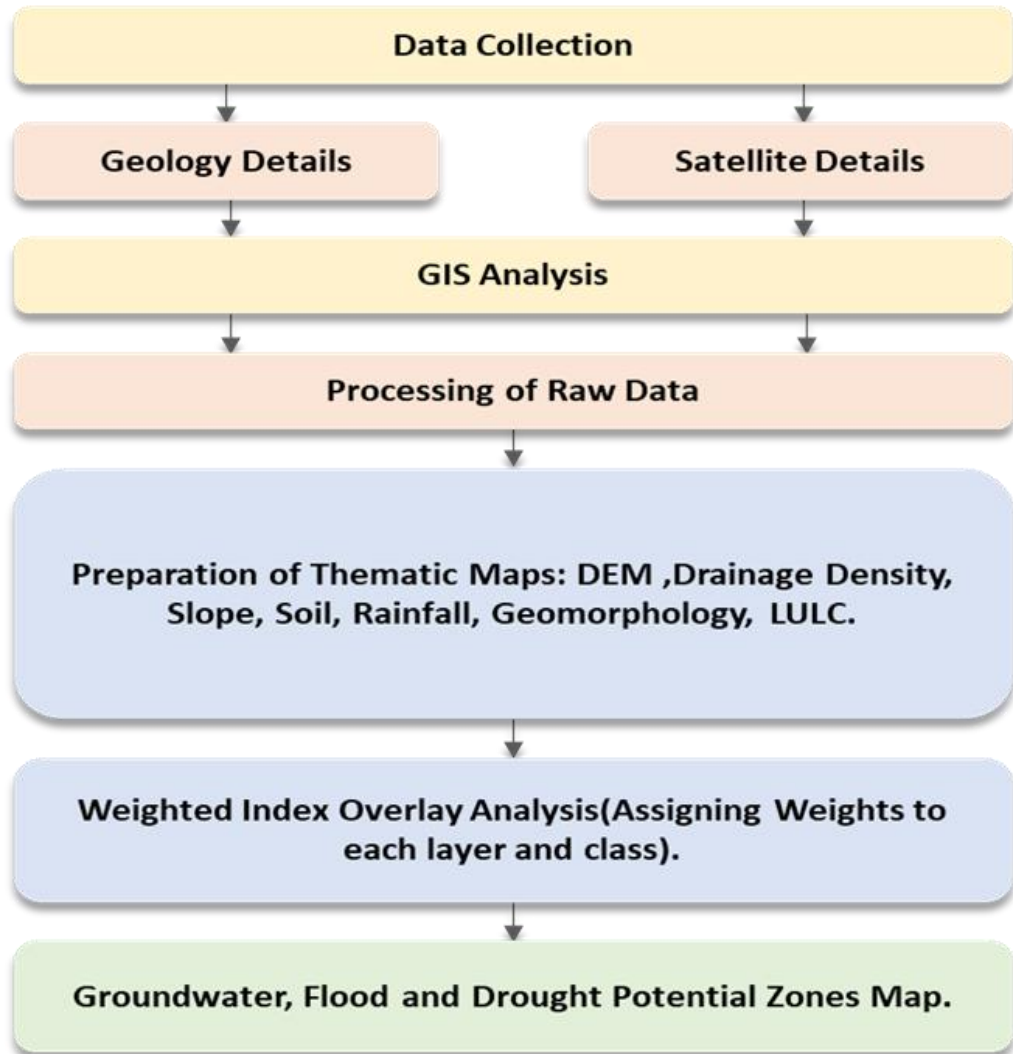 Data Collection
Geology Details
Satellite Details
GIS Analysis
Processing of Raw Data
Preparation of Thematic Maps: DEM ,Drainage Density,
Slope, Soil, Rainfall, Geomorphology, LULC.
Weighted Index Overlay Analysis(Assigning Weights to
each layer and class).
Groundwater, Flood and Drought Potential Zones Map.